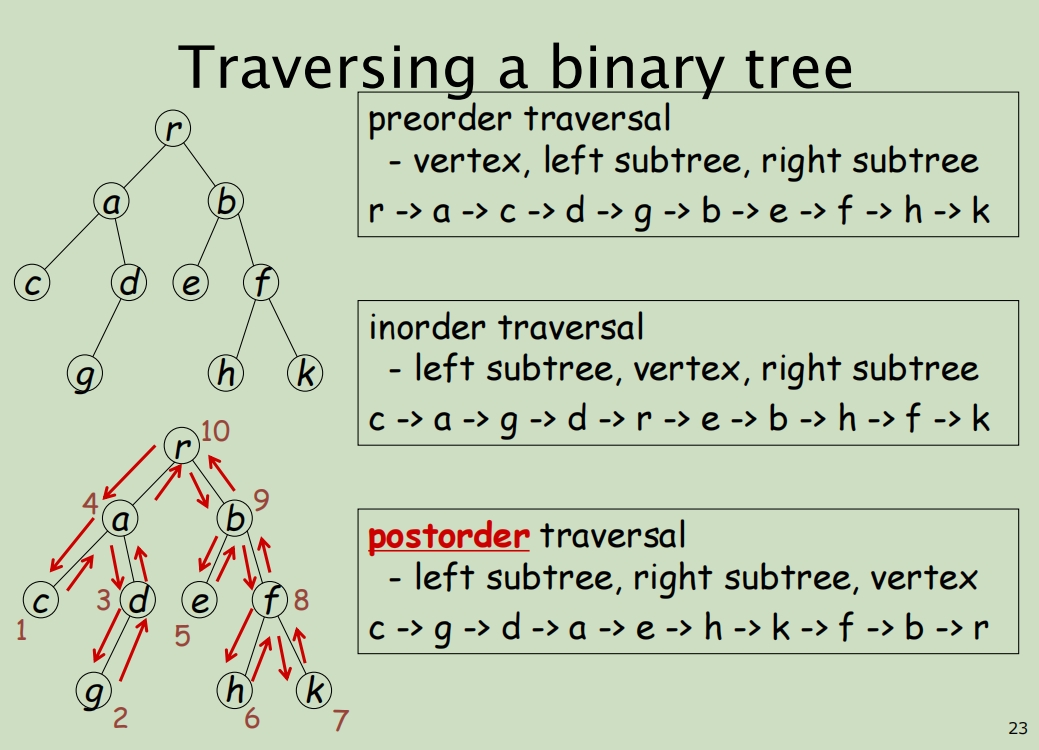 Traversing a binary tree
r
a b
c d e f
g h k
preorder traversal
- vertex, left subtree, right subtree
r -> a -> c -> d -> g -> b -> e -> f -> h -> k
inorder traversal
- left subtree, vertex, right subtree
c -> a -> g -> d -> r -> e -> b -> h -> f -> k
r 10
4 a b 9
c 3 d e f 8
1 5
g h k
2 6 7
postorder traversal
- left subtree, right subtree, vertex
c -> g -> d -> a -> e -> h -> k -> f -> b -> r
23